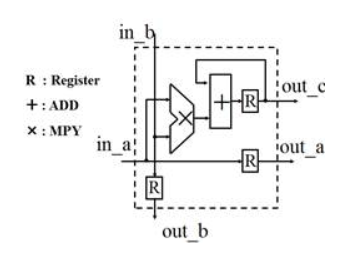 in_b
R : Register
+ : ADD
× : MPY
+
R
out_c
×
in_a
R
out_a
R
out_b